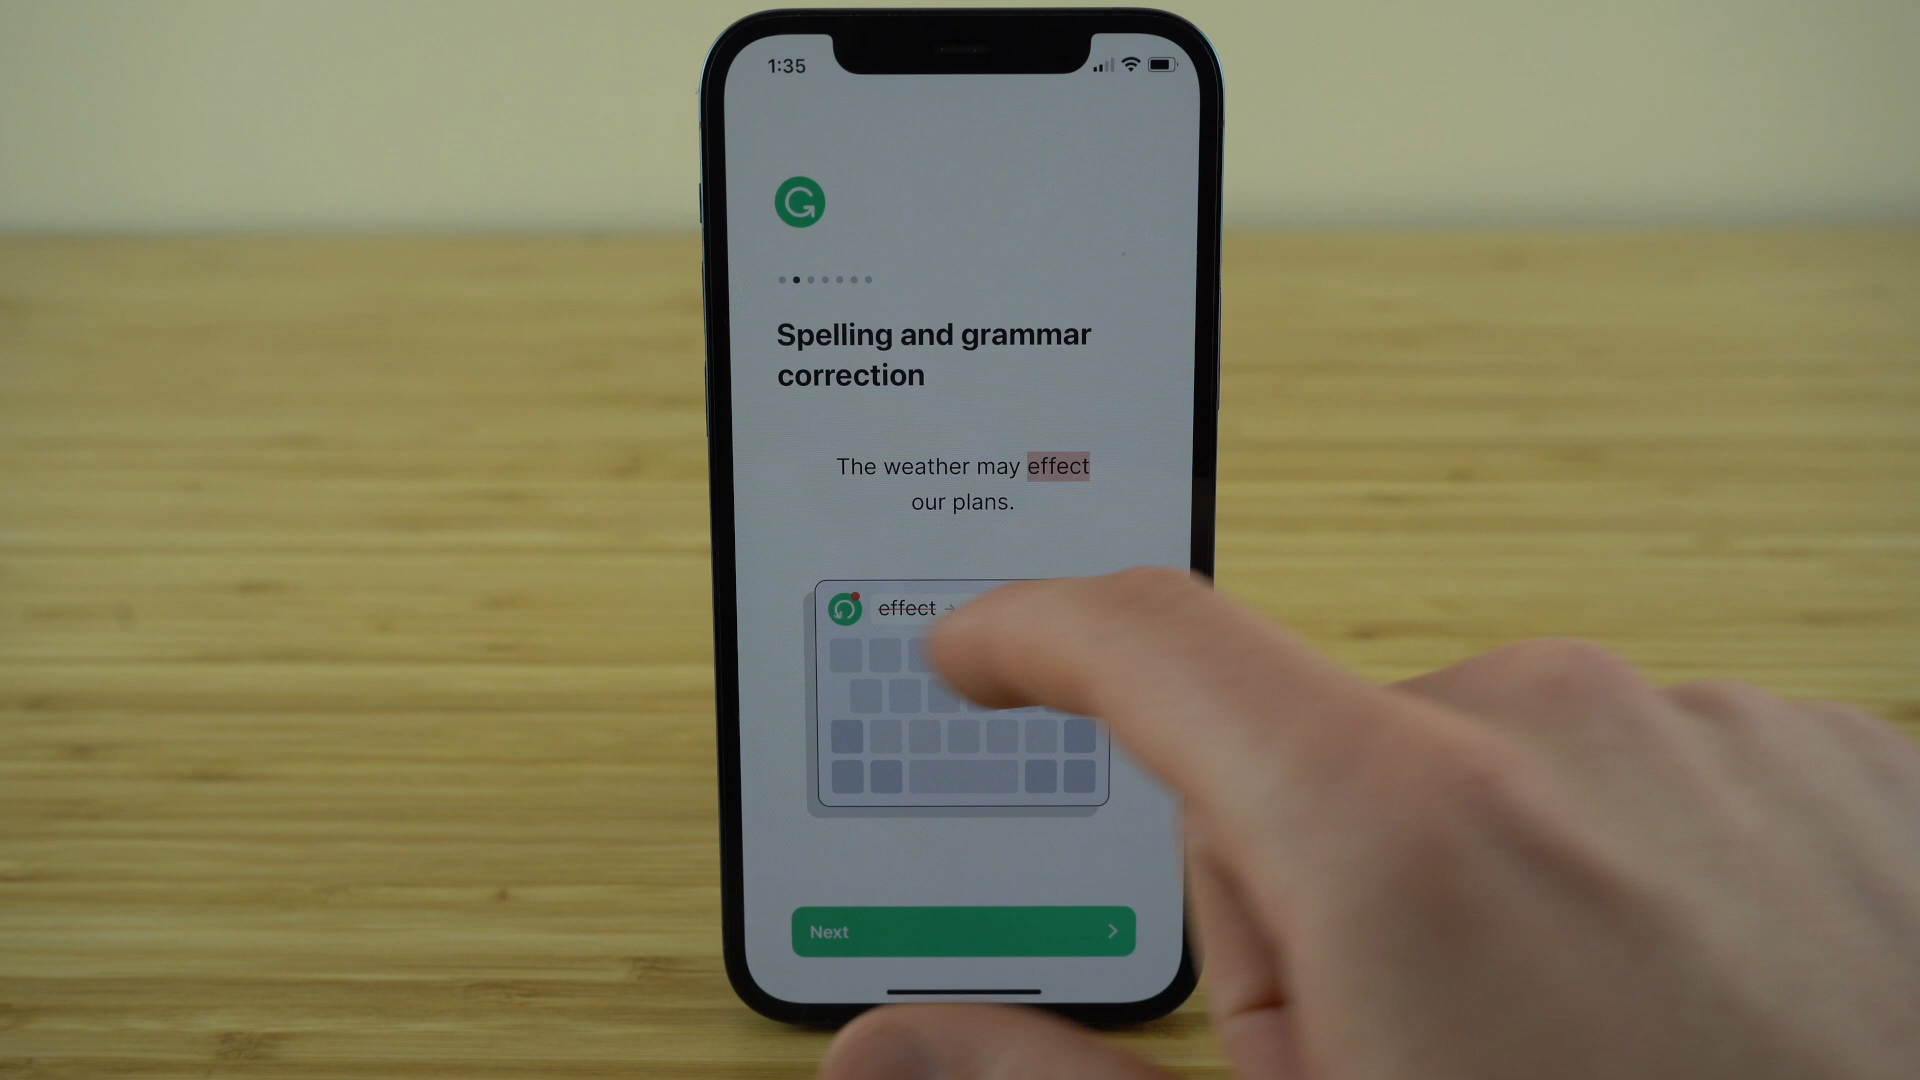 1:35
Spelling and grammar
correction
The weather may effect
our plans.
effect →
Next